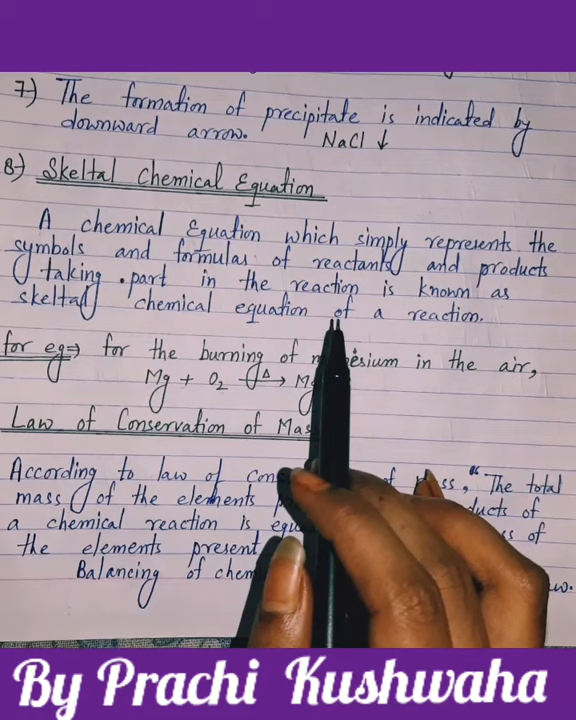 7) The formation of precipitate is indicated by
downward arrow. NaCl ↓
8) Skeltal Chemical Equation
A chemical Equation which simply represents the
symbols and formulas of reactants and products
taking part in the reaction is known as
skeltal chemical equation of a reaction.
for eg ⇒ for the burning of in the air,
Mg + O₂ —Δ→
Law of Conservation of Mas
According to law of "The total
mass of the elements
a chemical reaction is of
the elements present
Balancing of
By Prachi Kushwaha